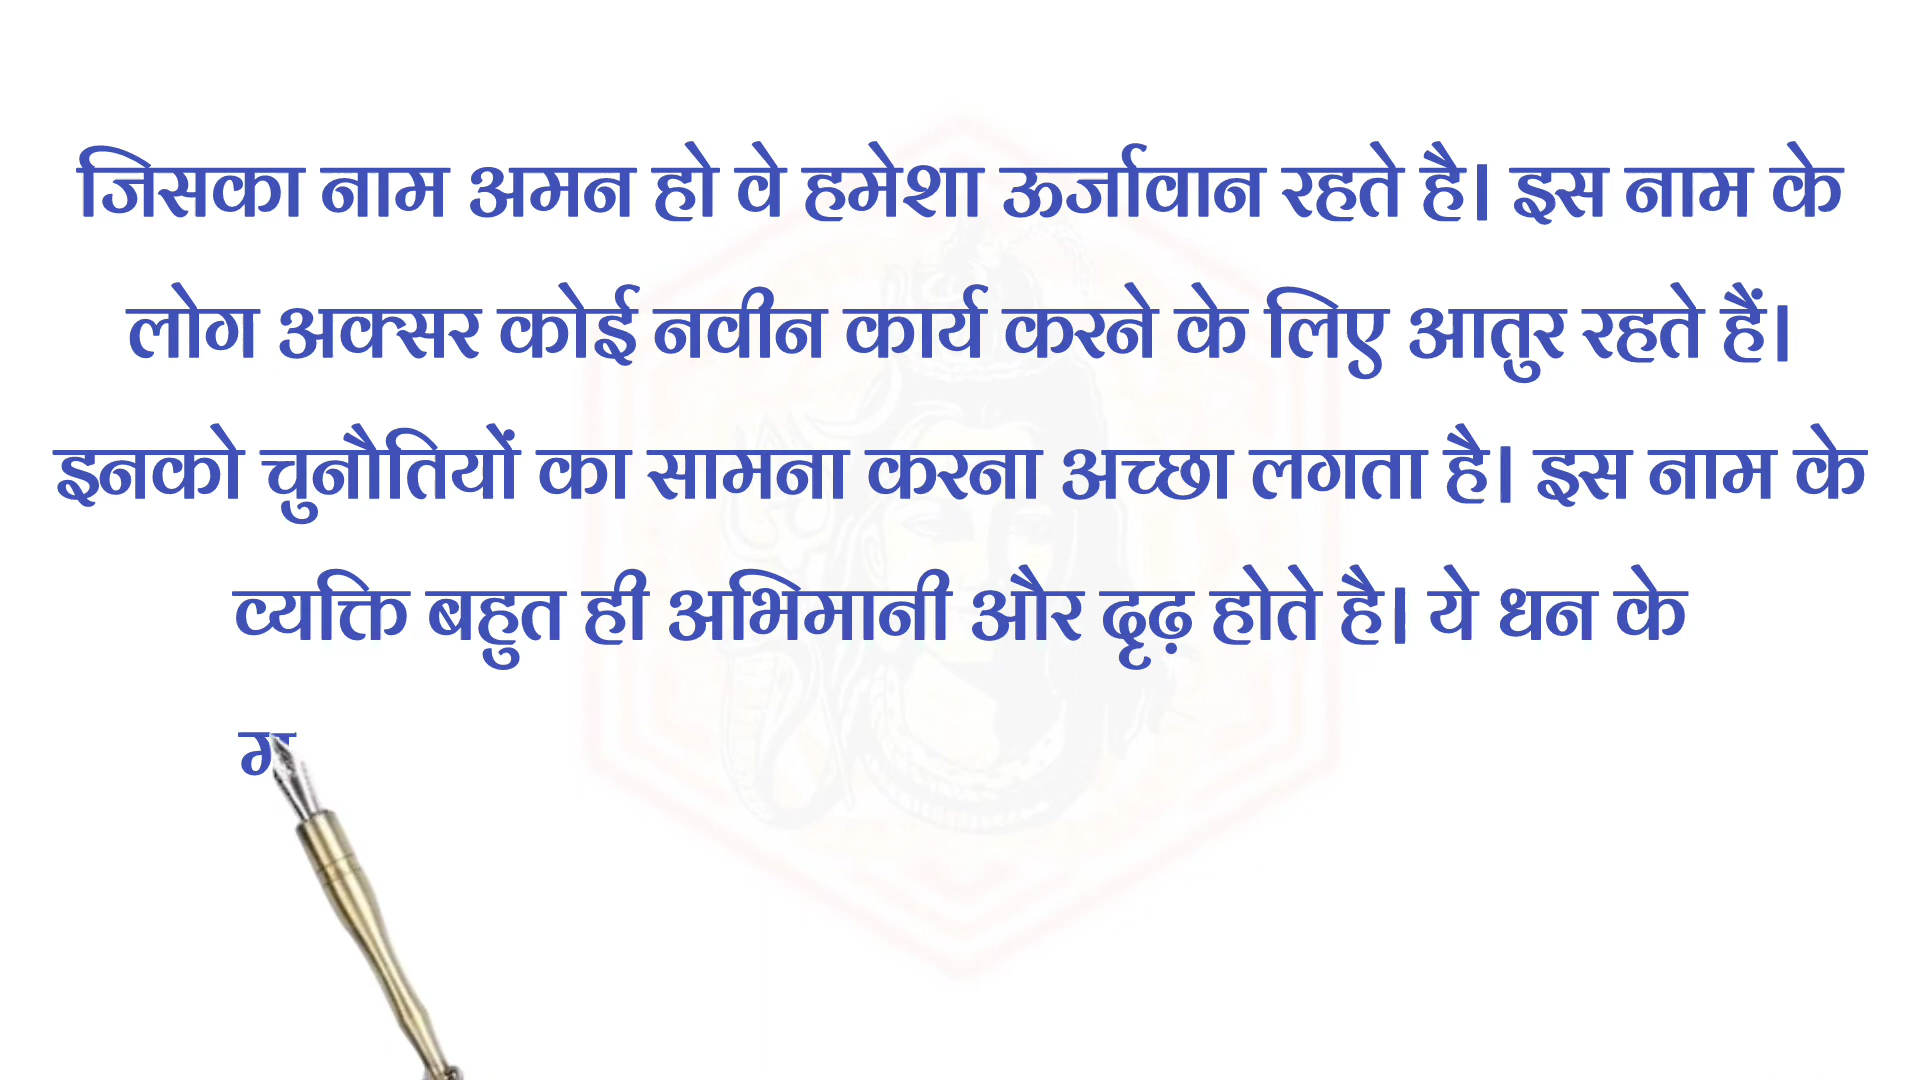 जिसका नाम अमन हो वे हमेशा ऊर्जावान रहते है। इस नाम के
लोग अक्सर कोई नवीन कार्य करने के लिए आतुर रहते हैं।
इनको चुनौतियों का सामना करना अच्छा लगता है। इस नाम के
व्यक्ति बहुत ही अभिमानी और दृढ़ होते है। ये धन के